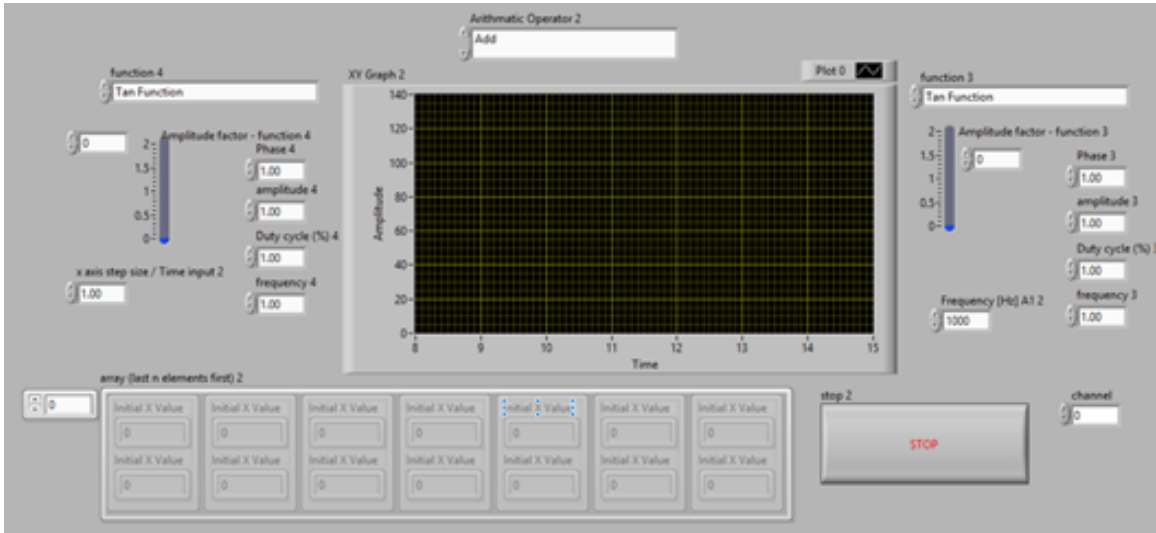 Arithmatic Operator 2
Add
function 4
Tan Function
XY Graph 2
Plot 0
function 3
Tan Function
0
2
1.5
1
0.5
0
Amplitude factor - function 4
Phase 4
1.00
amplitude 4
1.00
Duty cycle (%) 4
1.00
frequency 4
1.00
x axis step size / Time input 2
1.00
Amplitude
140
120
100
80
60
40
20
0
8 9 10 11 12 13 14 15
Time
2
1.5
1
0.5
0
Amplitude factor - function 3
0
Phase 3
1.00
amplitude 3
1.00
Duty cycle (%) 3
1.00
frequency 3
1.00
Frequency [Hz] A1 2
1000
array (last n elements first) 2
0
Initial X Value Initial X Value Initial X Value Initial X Value Initial X Value Initial X Value Initial X Value
0 0 0 0 0 0 0
Initial X Value Initial X Value Initial X Value Initial X Value Initial X Value Initial X Value Initial X Value
0 0 0 0 0 0 0
stop 2
STOP
channel
0